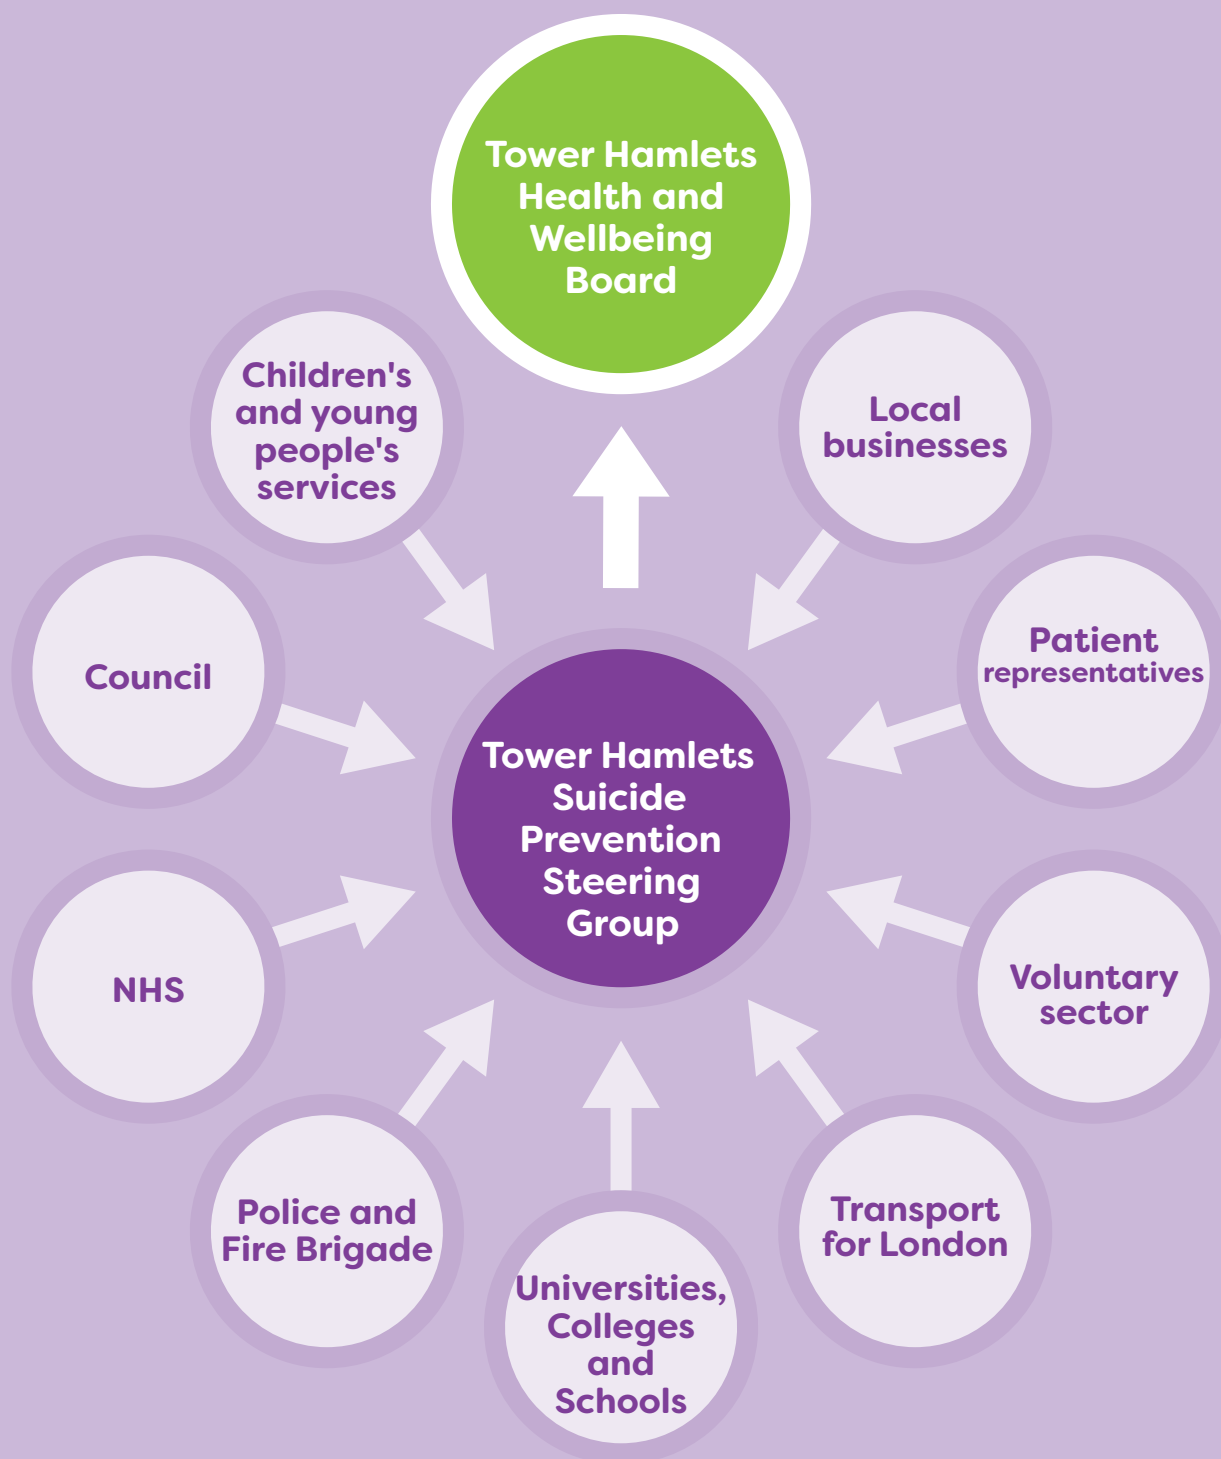 Tower Hamlets
Health and
Wellbeing
Board
Children's
and young
people's
services
Local
businesses
Council
Patient
representatives
Tower Hamlets
Suicide
Prevention
Steering
Group
NHS
Voluntary
sector
Police and
Fire Brigade
Transport
for London
Universities,
Colleges
and
Schools